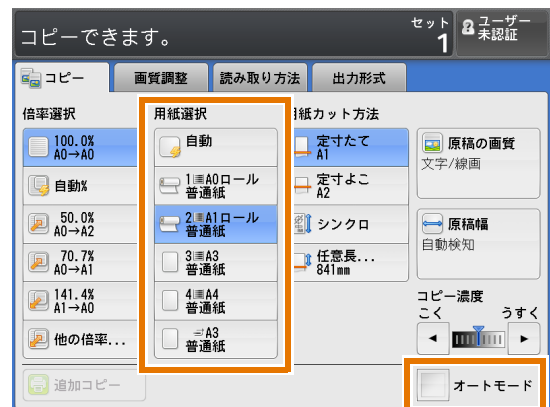 コピーできます。
セット
1
ユーザー
未認証
コピー
画質調整
読み取り方法
出力形式
倍率選択
100.0%
A0→A0
自動%
50.0%
A0→A2
70.7%
A0→A1
141.4%
A1→A0
他の倍率...
用紙選択
自動
1 A0ロール
普通紙
2 A1ロール
普通紙
3 A3
普通紙
4 A4
普通紙
A3
普通紙
用紙カット方法
定寸たて
A1
定寸よこ
A2
シンクロ
任意長...
841mm
原稿の画質
文字/線画
原稿幅
自動検知
コピー濃度
こく うすく
追加コピー
オートモード